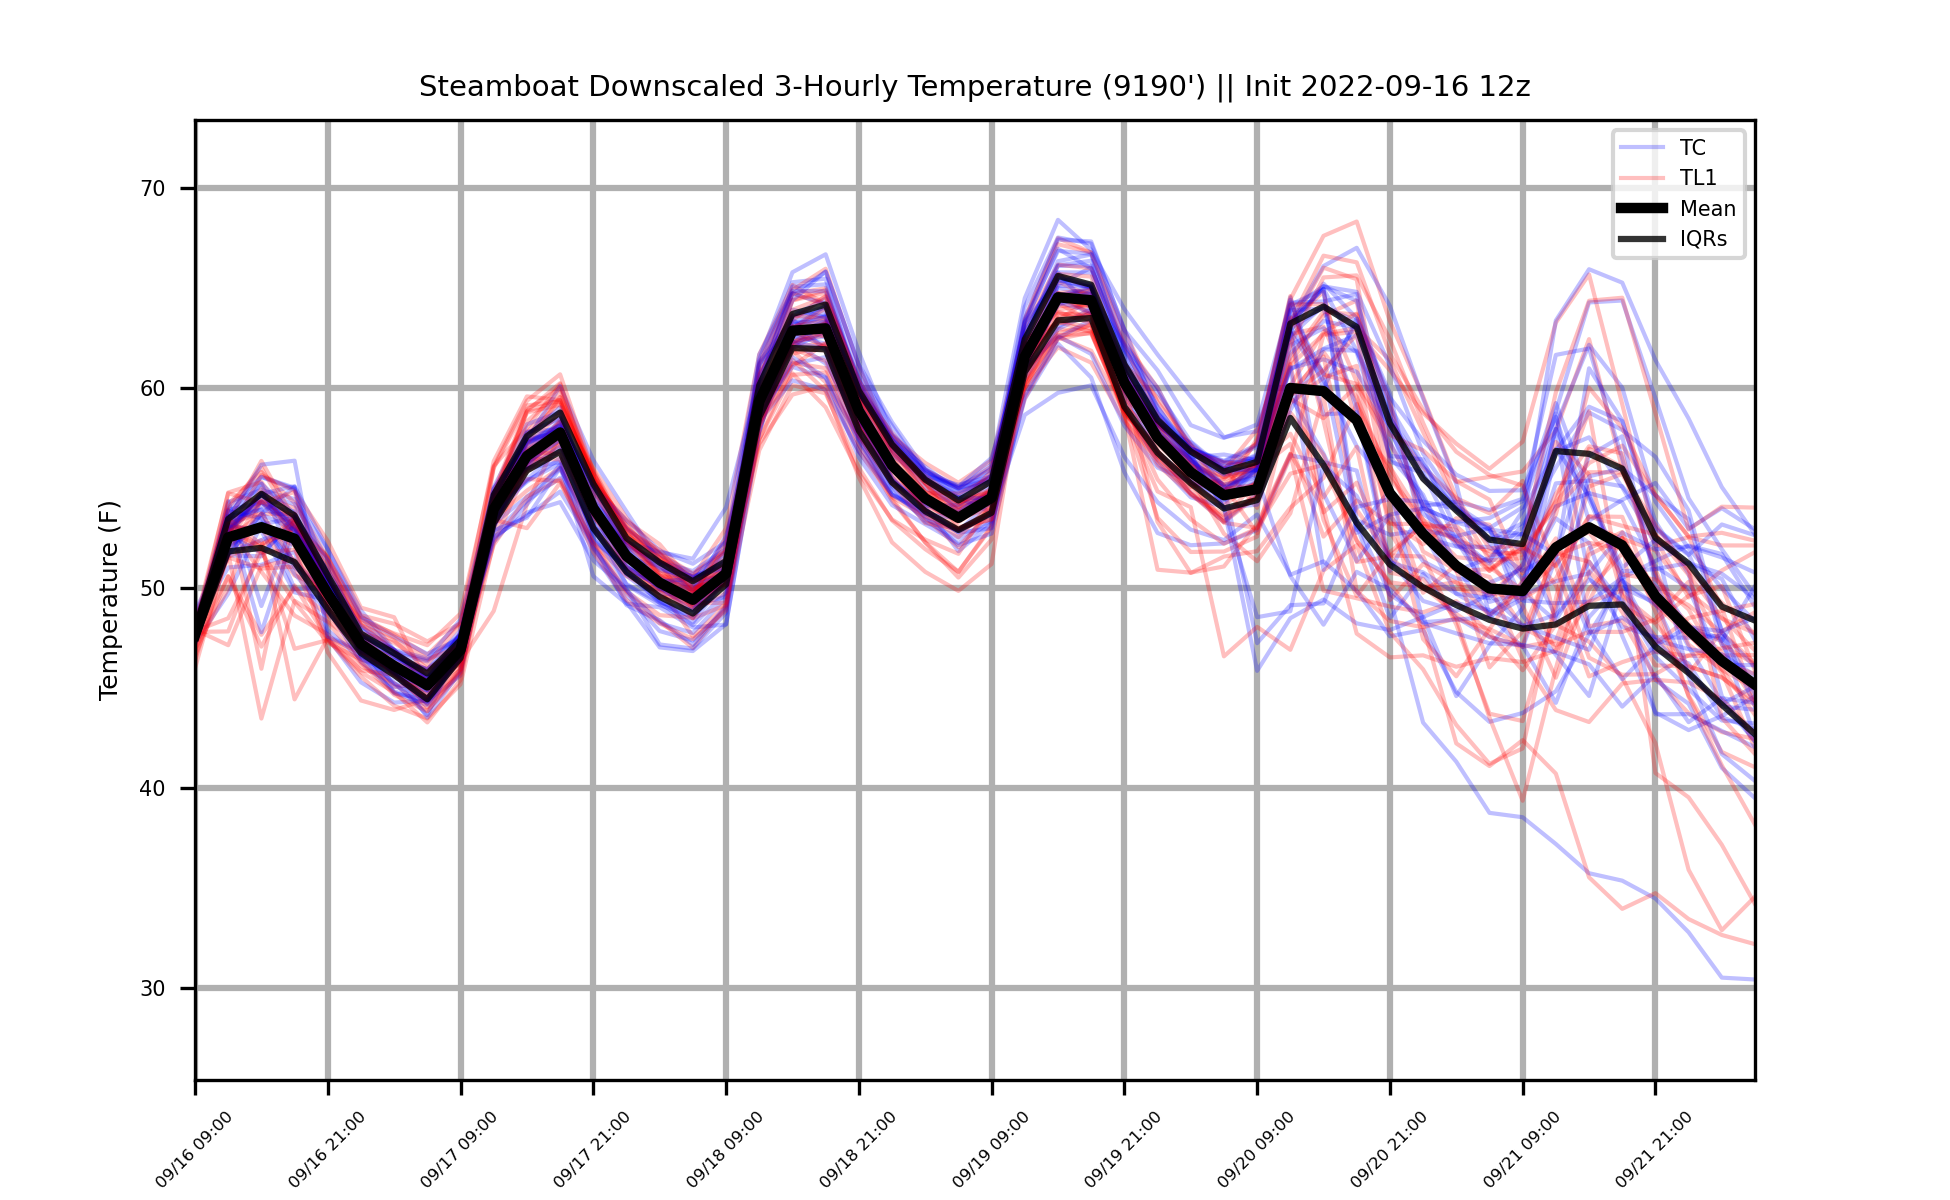 Steamboat Downscaled 3-Hourly Temperature (9190') || Init 2022-09-16 12z
TC
TL1
Mean
IQRs
Temperature (F)
70
60
50
40
30
09/16 09:00
09/16 21:00
09/17 09:00
09/17 21:00
09/18 09:00
09/18 21:00
09/19 09:00
09/19 21:00
09/20 09:00
09/20 21:00
09/21 09:00
09/21 21:00